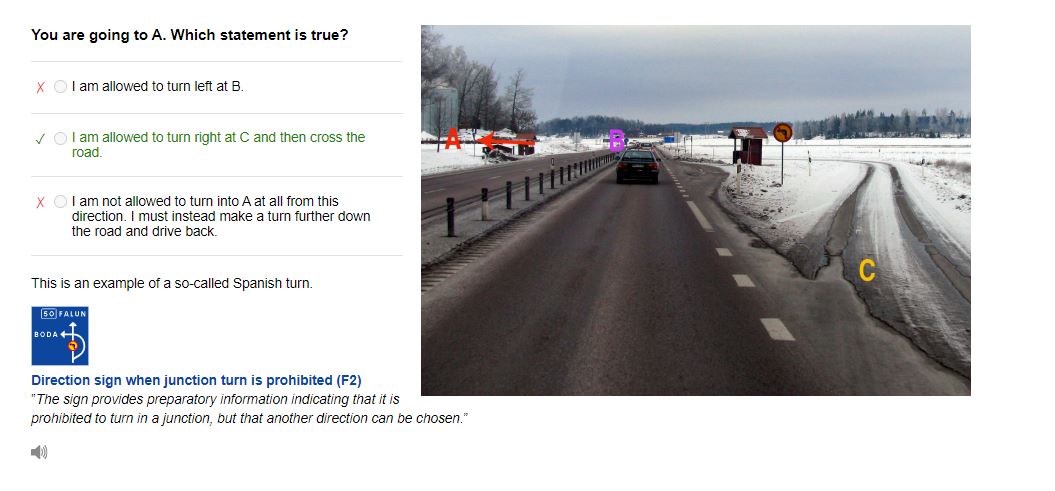 You are going to A. Which statement is true?
I am allowed to turn left at B.
I am allowed to turn right at C and then cross the
road.
I am not allowed to turn into A at all from this
direction. I must instead make a turn further down
the road and drive back.
This is an example of a so-called Spanish turn.
50 FALUN
BODA
Direction sign when junction turn is prohibited (F2)
"The sign provides preparatory information indicating that it is
prohibited to turn in a junction, but that another direction can be chosen."
A
B
C